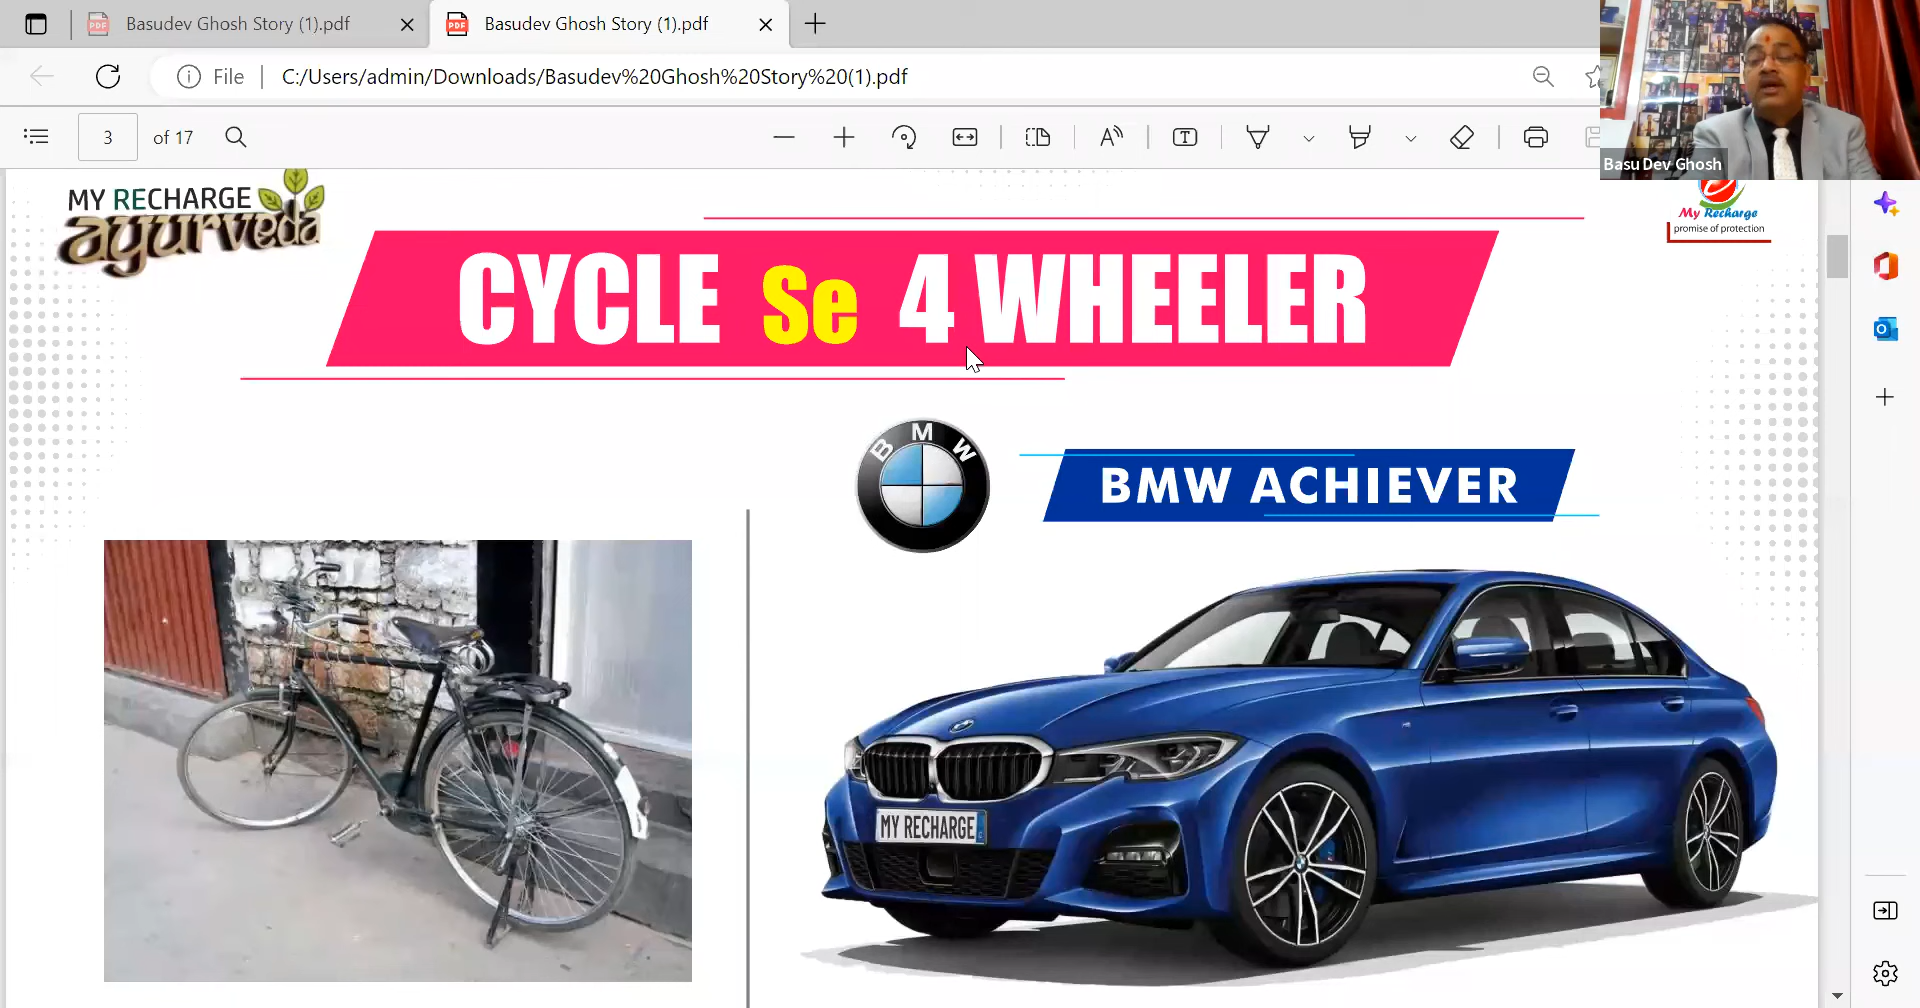 Basudev Ghosh Story (1).pdf
Basudev Ghosh Story (1).pdf
File
C:/Users/admin/Downloads/Basudev%20Ghosh%20Story%20(1).pdf
3 of 17
Basu Dev Ghosh
MY RECHARGE
ayurveda
My Recharge
promise of protection
CYCLE Se 4 WHEELER
BMW
BMW ACHIEVER
MY RECHARGE